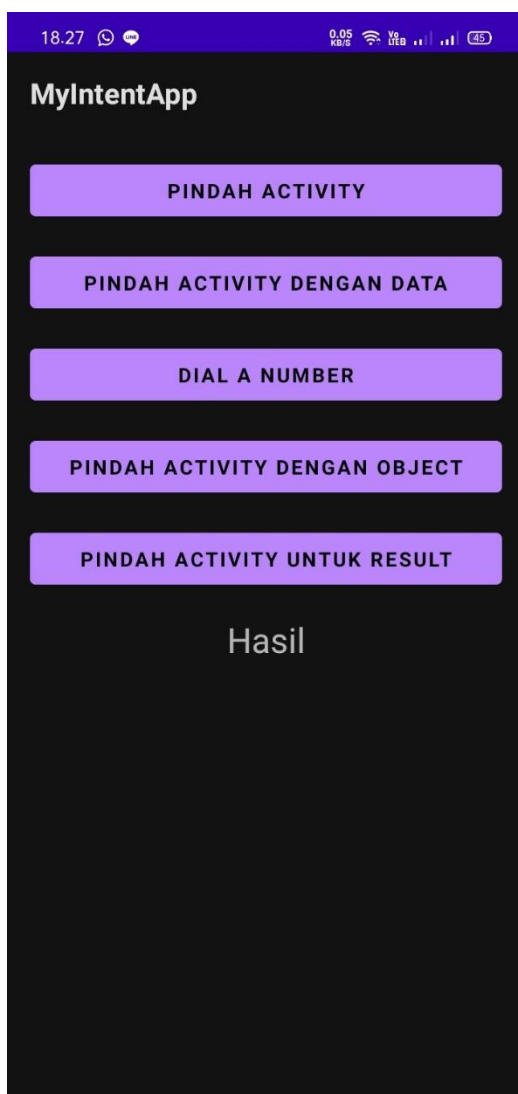 18.27 LINE 0.05 KB/S Vo LTE 45
MyIntentApp
PINDAH ACTIVITY
PINDAH ACTIVITY DENGAN DATA
DIAL A NUMBER
PINDAH ACTIVITY DENGAN OBJECT
PINDAH ACTIVITY UNTUK RESULT
Hasil